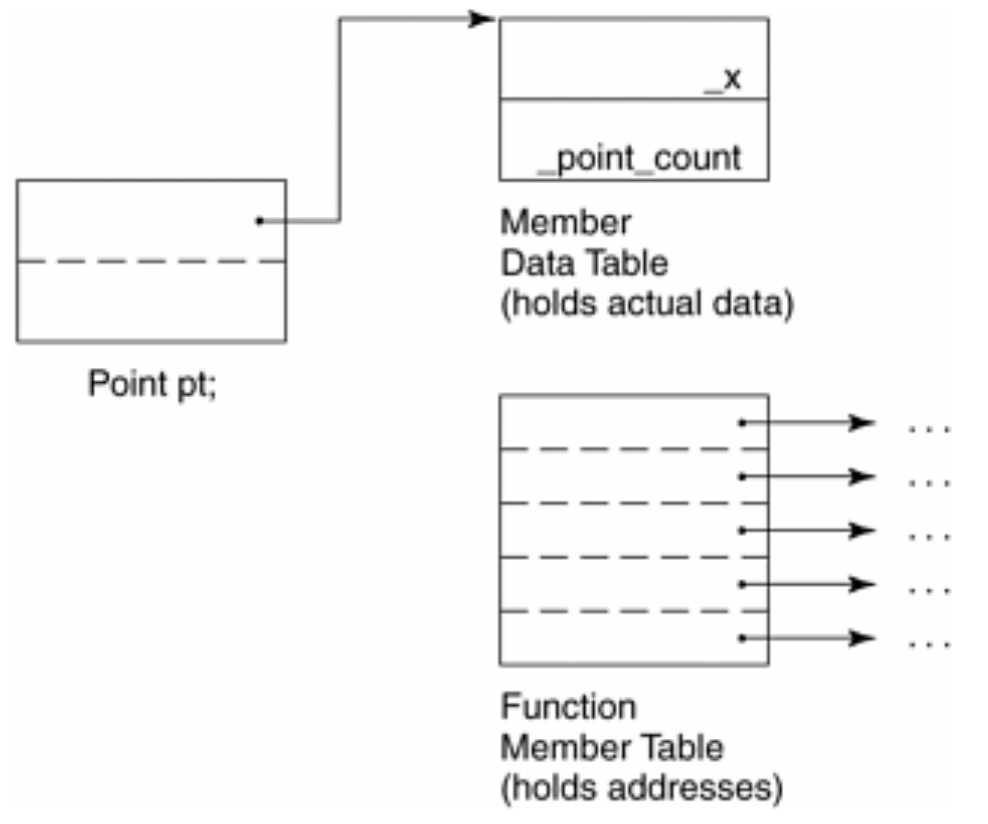 _x
_point_count
Member
Data Table
(holds actual data)
Point pt;
...
...
...
...
...
Function
Member Table
(holds addresses)